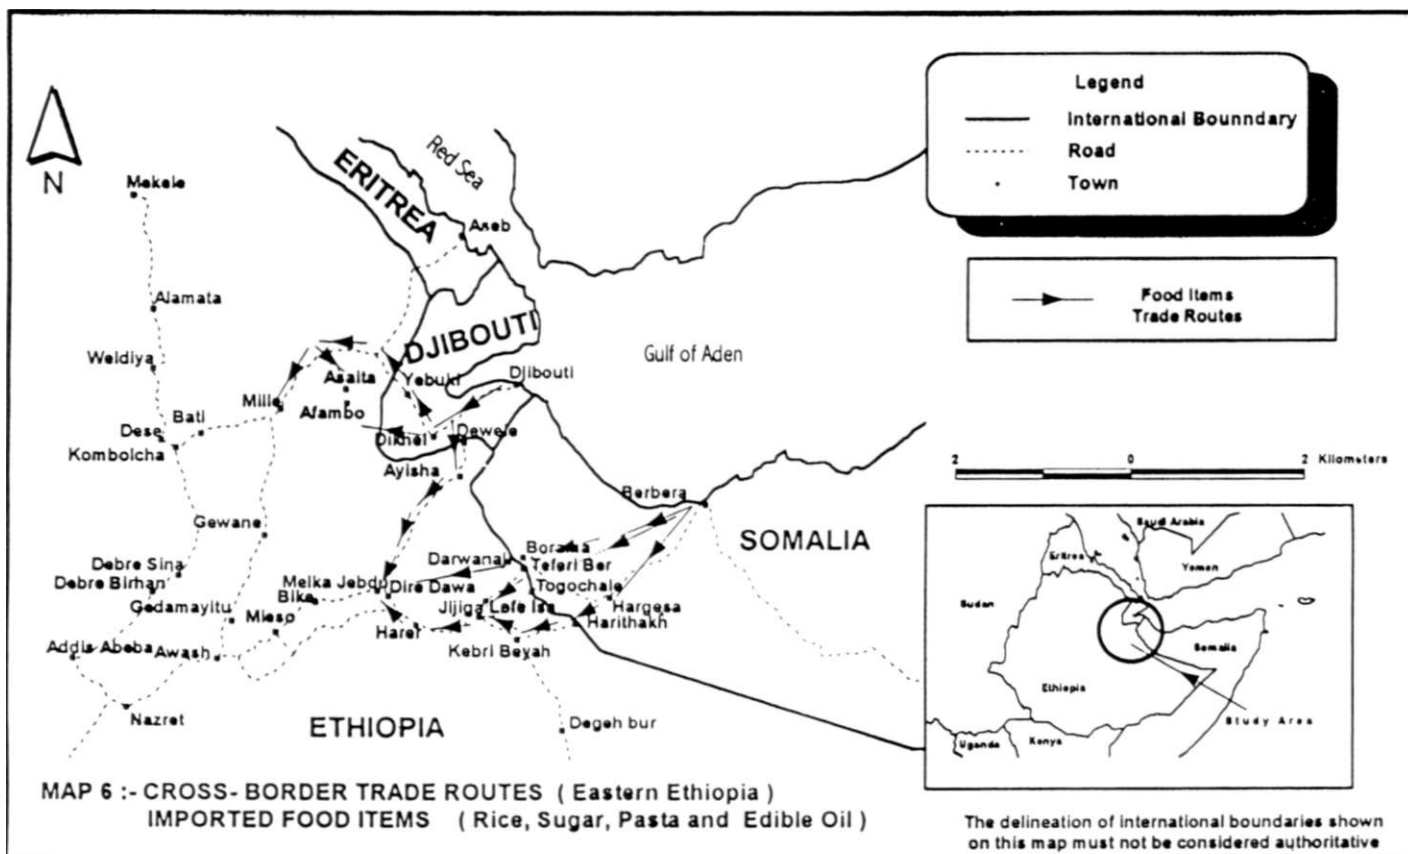 Legend
International Bounndary
Road
Town
Food Items
Trade Routes
N
Mekele
Red Sea
ERITREA
Aseb
Alamata
DJIBOUTI
Gulf of Aden
Weldiya
Asaita
Yebuki
Djibouti
Mille
Afambo
Bati
Dese
Kombolcha
Dikhel
Dewele
Ayisha
2 0 2 Kilometers
Berbera
SOMALIA
Gewane
Borama
Darwanak
Teferi Ber
Debre Sina
Debre Birhan
Melka Jebdu
Dire Dawa
Togochale
Bike
Gedamayitu
Jijiga
Lefe Isa
Hargesa
Mieso
Harer
Harithakh
Addis Abeba
Awash
Kebri Beyah
Nazret
ETHIOPIA
Degeh bur
Saudi Arabia
Eritrea
Yemen
Sudan
Somalia
Ethiopia
Study Area
Uganda
Kenya
MAP 6 :- CROSS- BORDER TRADE ROUTES ( Eastern Ethiopia )
IMPORTED FOOD ITEMS ( Rice, Sugar, Pasta and Edible Oil )
The delineation of international boundaries shown
on this map must not be considered authoritative